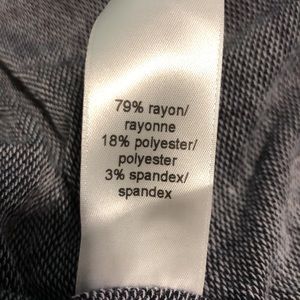 79% rayon/
rayonne
18% polyester/
polyester
3% spandex/
spandex